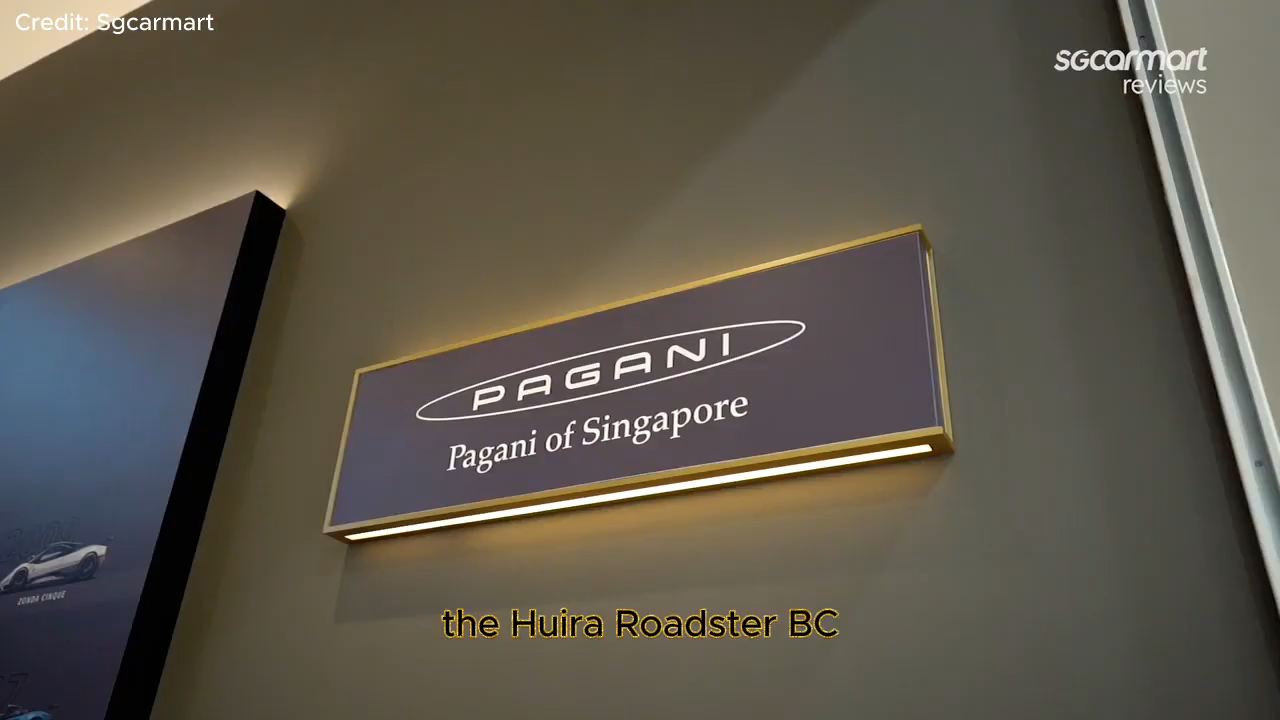 Credit: Sgcarmart
sgcarmart
reviews
PAGANI
Pagani of Singapore
ZONDA CINQUE
the Huira Roadster BC